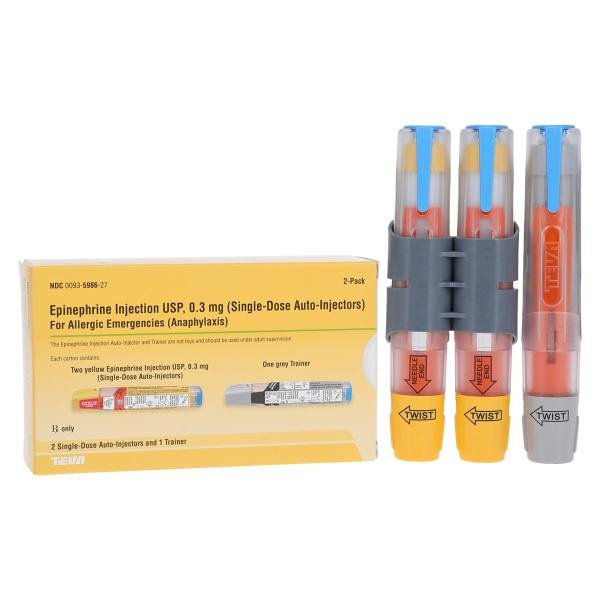 NDC 0093-5986-27
2-Pack
Epinephrine Injection USP, 0.3 mg (Single-Dose Auto-Injectors)
For Allergic Emergencies (Anaphylaxis)
The Epinephrine Injection Auto-Injector and Trainer are not toys and should be used under adult supervision.
Each carton contains:
Two yellow Epinephrine Injection USP, 0.3 mg
(Single-Dose Auto-Injectors)
One grey Trainer
℞ only
2 Single-Dose Auto-Injectors and 1 Trainer
TEVA
NEEDLE
END
TWIST
NEEDLE
END
TWIST
TEVA
TWIST